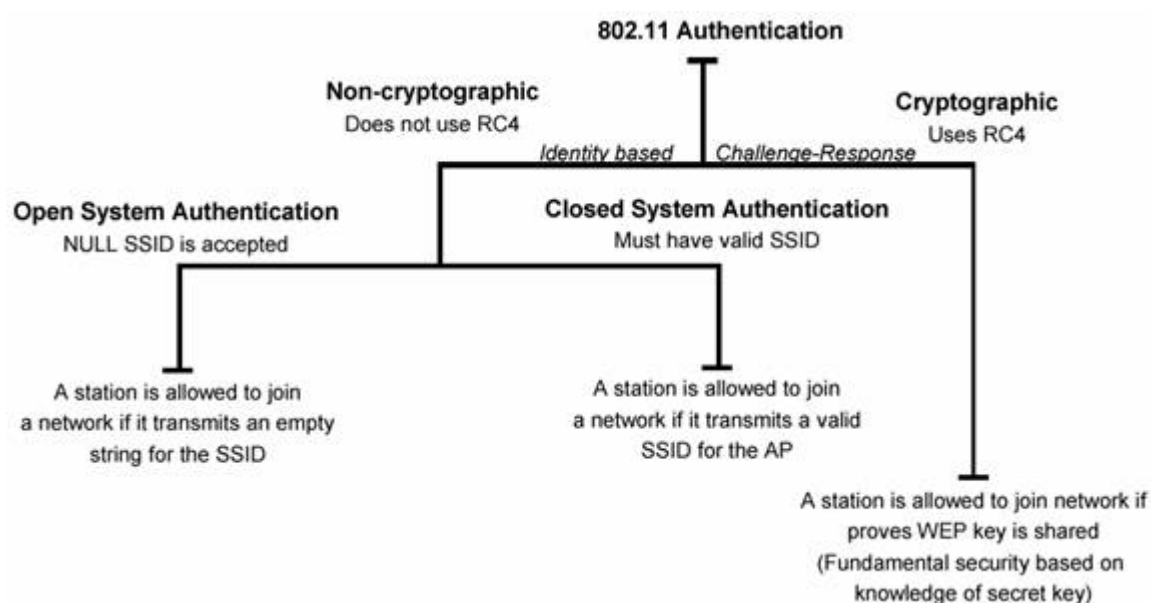 802.11 Authentication
Non-cryptographic
Does not use RC4
Cryptographic
Uses RC4
Identity based
Challenge-Response
Open System Authentication
NULL SSID is accepted
Closed System Authentication
Must have valid SSID
A station is allowed to join
a network if it transmits an empty
string for the SSID
A station is allowed to join
a network if it transmits a valid
SSID for the AP
A station is allowed to join network if
proves WEP key is shared
(Fundamental security based on
knowledge of secret key)